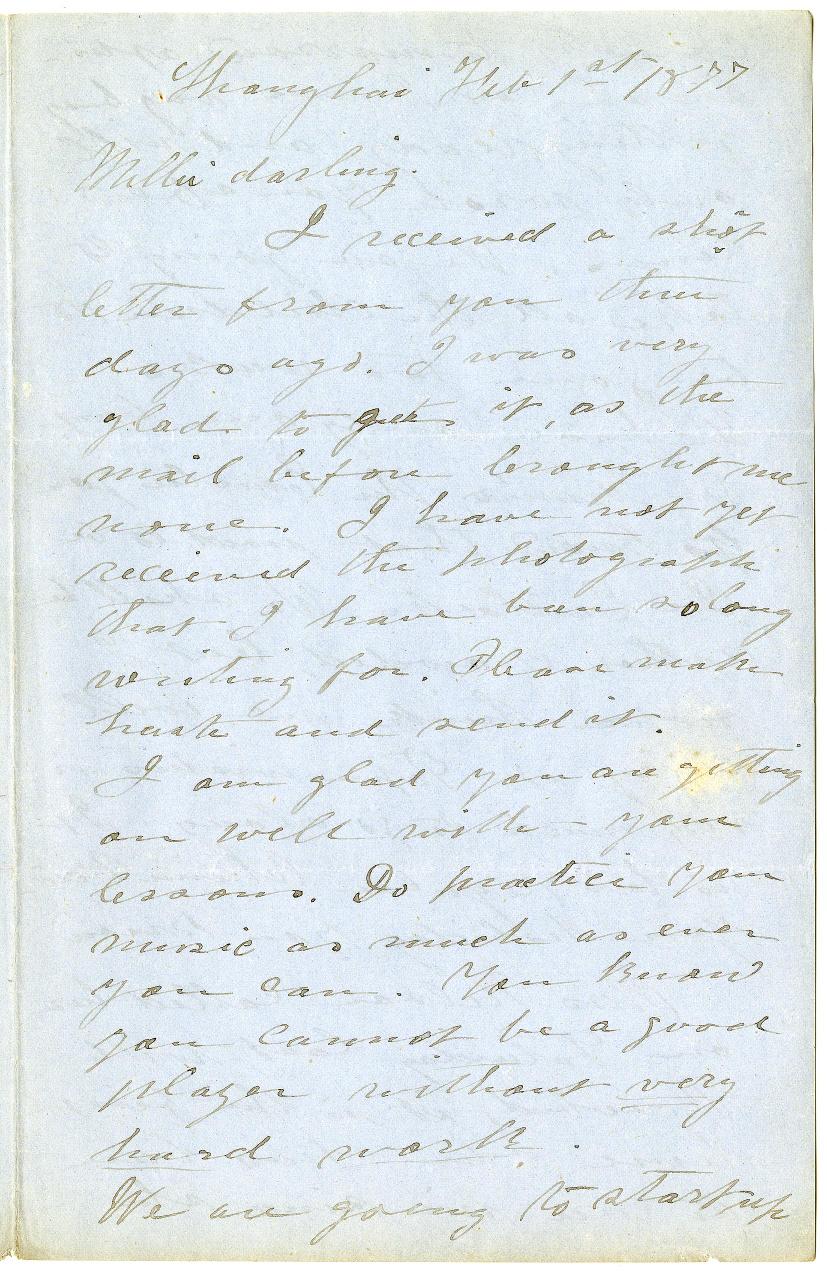 Shanghai Feb 1st 1877
Millie darling.
I received a short
letter from you three
days ago. I was very
glad to get it, as the
mail before brought me
none. I have not yet
received the photograph
that I have been so long
writing for. Please make
haste and send it.
I am glad you are getting
on well with your
lessons. Do practice your
music as much as ever
you can. You know
you cannot be a good
player without very
hard work.
We are going to start up